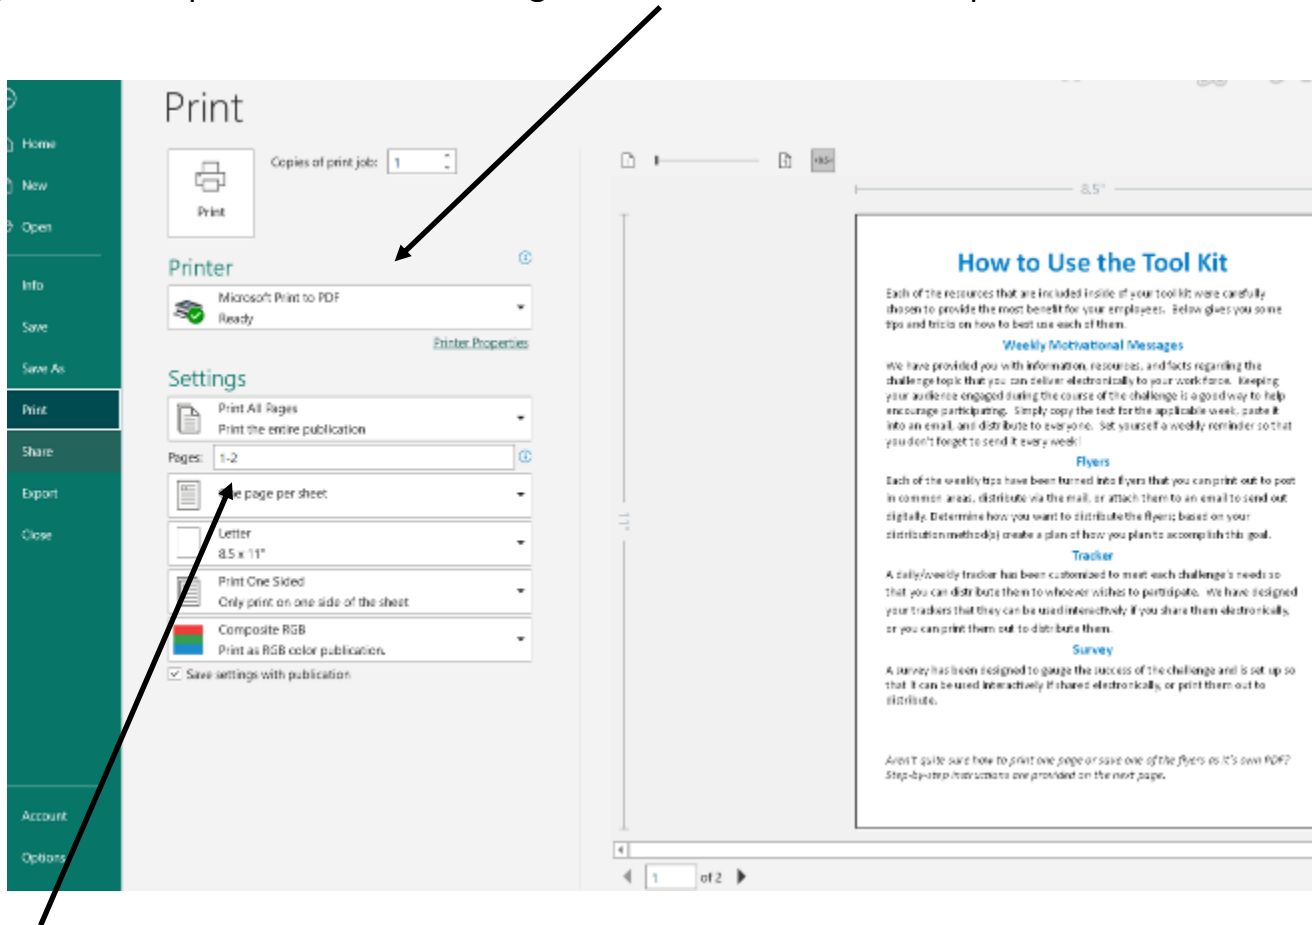 Print
Home
New
Open
Info
Save
Save As
Print
Share
Export
Close
Account
Options
Copies of print job: 1
Print
Printer
Microsoft Print to PDF
Ready
Printer Properties
Settings
Print All Pages
Print the entire publication
Pages: 1-2
page per sheet
Letter
8.5 x 11"
Print One Sided
Only print on one side of the sheet
Composite RGB
Print as RGB color publication.
Save settings with publication
8.5"
11"
How to Use the Tool Kit
Each of the resources that are included inside of your tool kit were carefully
chosen to provide the most benefit for your employees. Below gives you some
tips and tricks on how to best use each of them.
Weekly Motivational Messages
We have provided you with information, resources, and facts regarding the
challenge topic that you can deliver electronically to your work force. Keeping
your audience engaged during the course of the challenge is a good way to help
encourage participating. Simply copy the text for the applicable week, paste it
into an email, and distribute to everyone. Set yourself a weekly reminder so that
you don't forget to send it every week!
Flyers
Each of the weekly tips have been turned into flyers that you can print out to post
in common areas, distribute via the mail, or attach them to an email to send out
digitally. Determine how you want to distribute the flyers; based on your
distribution method(s) create a plan of how you plan to accomplish this goal.
Tracker
A daily/weekly tracker has been customized to meet each challenge's needs so
that you can distribute them to whoever wishes to participate. We have designed
your trackers that they can be used interactively if you share them electronically,
or you can print them out to distribute them.
Survey
A survey has been designed to gauge the success of the challenge and is set up so
that it can be used interactively if shared electronically, or print them out to
distribute.
Aren't quite sure how to print one page or save one of the flyers as it's own PDF?
Step-by-step instructions are provided on the next page.
1 of 2